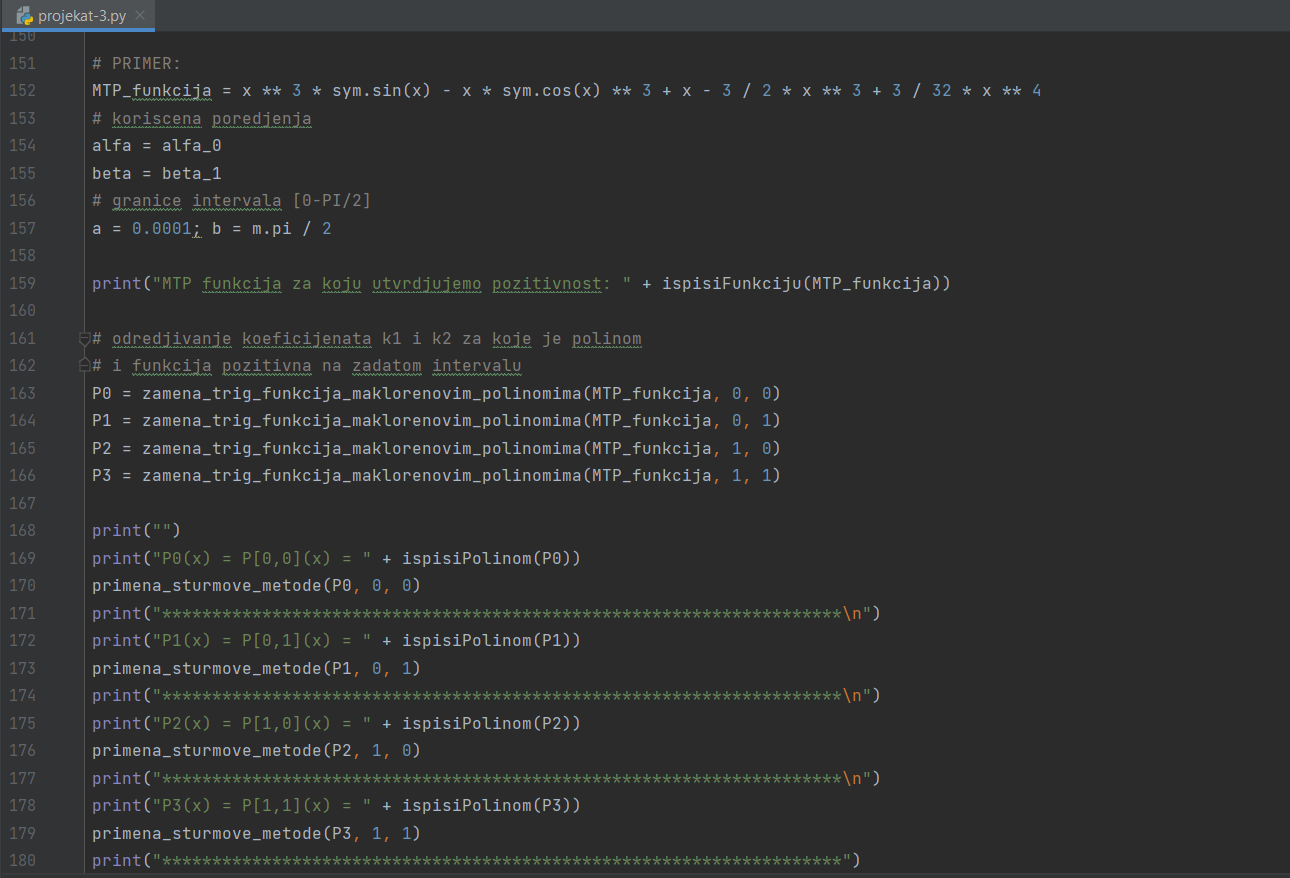 projekat-3.py
150
151 # PRIMER:
152 MTP_funkcija = x ** 3 * sym.sin(x) - x * sym.cos(x) ** 3 + x - 3 / 2 * x ** 3 + 3 / 32 * x ** 4
153 # koriscena poredjenja
154 alfa = alfa_0
155 beta = beta_1
156 # granice intervala [0-PI/2]
157 a = 0.0001; b = m.pi / 2
158
159 print("MTP funkcija za koju utvrdjujemo pozitivnost: " + ispisiFunkciju(MTP_funkcija))
160
161 # odredjivanje koeficijenata k1 i k2 za koje je polinom
162 # i funkcija pozitivna na zadatom intervalu
163 P0 = zamena_trig_funkcija_maklorenovim_polinomima(MTP_funkcija, 0, 0)
164 P1 = zamena_trig_funkcija_maklorenovim_polinomima(MTP_funkcija, 0, 1)
165 P2 = zamena_trig_funkcija_maklorenovim_polinomima(MTP_funkcija, 1, 0)
166 P3 = zamena_trig_funkcija_maklorenovim_polinomima(MTP_funkcija, 1, 1)
167
168 print("")
169 print("P0(x) = P[0,0](x) = " + ispisiPolinom(P0))
170 primena_sturmove_metode(P0, 0, 0)
171 print("********************************************************************\n")
172 print("P1(x) = P[0,1](x) = " + ispisiPolinom(P1))
173 primena_sturmove_metode(P1, 0, 1)
174 print("********************************************************************\n")
175 print("P2(x) = P[1,0](x) = " + ispisiPolinom(P2))
176 primena_sturmove_metode(P2, 1, 0)
177 print("********************************************************************\n")
178 print("P3(x) = P[1,1](x) = " + ispisiPolinom(P3))
179 primena_sturmove_metode(P3, 1, 1)
180 print("********************************************************************")